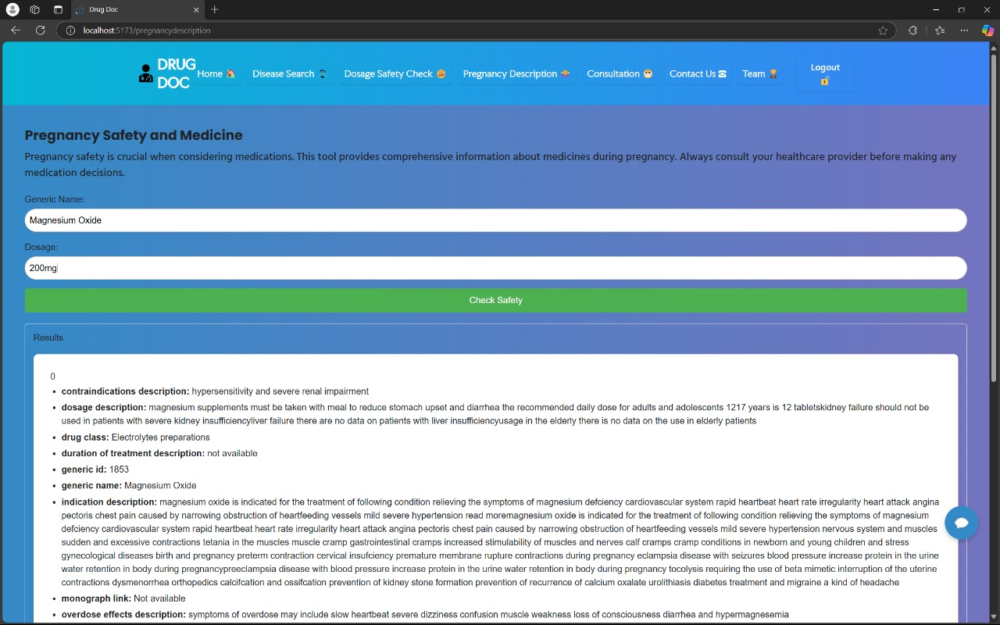 Drug Doc
localhost:5173/pregnancydescription
DRUG DOC
Home
Disease Search
Dosage Safety Check
Pregnancy Description
Consultation
Contact Us
Team
Logout
Pregnancy Safety and Medicine
Pregnancy safety is crucial when considering medications. This tool provides comprehensive information about medicines during pregnancy. Always consult your healthcare provider before making any
medication decisions.
Generic Name:
Magnesium Oxide
Dosage:
200mg
Check Safety
Results
0
contraindications description: hypersensitivity and severe renal impairment
dosage description: magnesium supplements must be taken with meal to reduce stomach upset and diarrhea the recommended daily dose for adults and adolescents 1217 years is 12 tabletskidney failure should not be
used in patients with severe kidney insufficiencyliver failure there are no data on patients with liver insufficiencyusage in the elderly there is no data on the use in elderly patients
drug class: Electrolytes preparations
duration of treatment description: not available
generic id: 1853
generic name: Magnesium Oxide
indication description: magnesium oxide is indicated for the treatment of following condition relieving the symptoms of magnesium defciency cardiovascular system rapid heartbeat heart rate irregularity heart attack angina
pectoris chest pain caused by narrowing obstruction of heartfeeding vessels mild severe hypertension read moremagnesium oxide is indicated for the treatment of following condition relieving the symptoms of magnesium
defciency cardiovascular system rapid heartbeat heart rate irregularity heart attack angina pectoris chest pain caused by narrowing obstruction of heartfeeding vessels mild severe hypertension nervous system and muscles
sudden and excessive contractions tetania in the muscles muscle cramp gastrointestinal cramps increased stimulability of muscles and nerves calf cramps cramp conditions in newborn and young children and stress
gynecological diseases birth and pregnancy preterm contraction cervical insufciency premature membrane rupture contractions during pregnancy eclampsia disease with seizures blood pressure increase protein in the urine
water retention in body during pregnancypreeclampsia disease with blood pressure increase protein in the urine water retention in body during pregnancy tocolysis requiring the use of beta mimetic interruption of the uterine
contractions dysmenorrhea orthopedics calcifcation and ossifcation prevention of kidney stone formation prevention of recurrence of calcium oxalate urolithiasis diabetes treatment and migraine a kind of headache
monograph link: Not available
overdose effects description: symptoms of overdose may include slow heartbeat severe dizziness confusion muscle weakness loss of consciousness diarrhea and hypermagnesemia